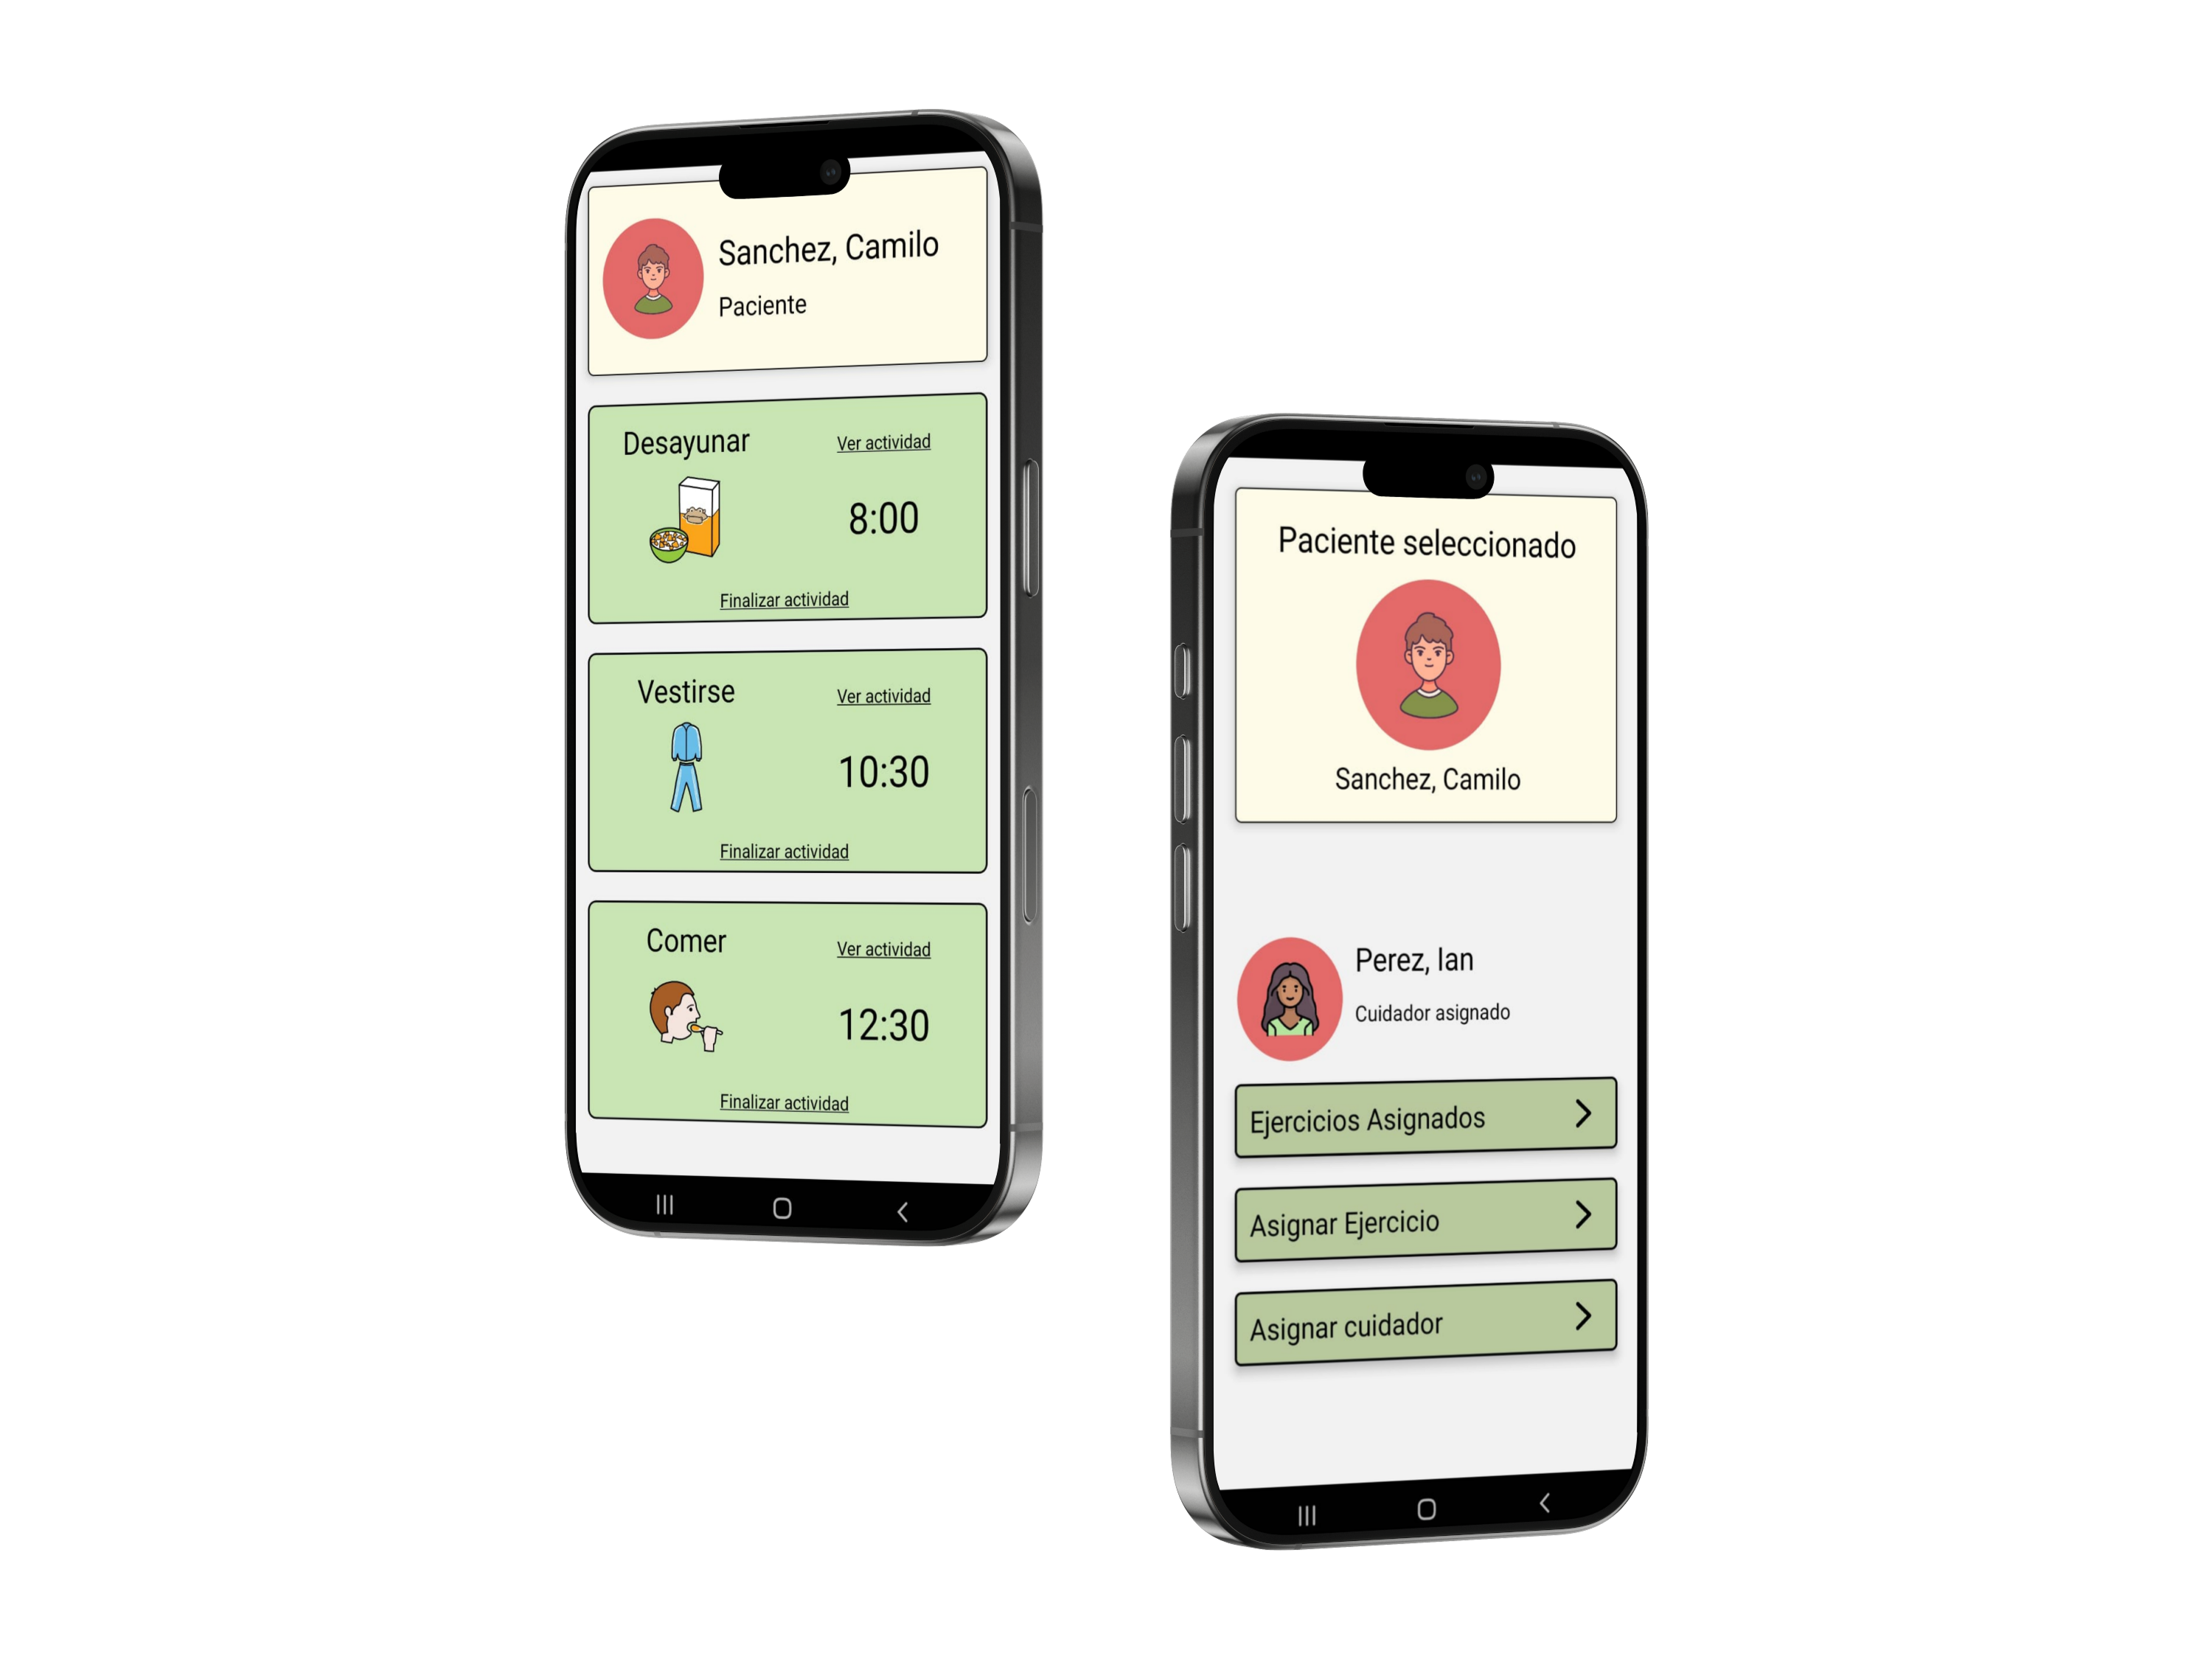 Sanchez, Camilo
Paciente
Desayunar
Ver actividad
8:00
Finalizar actividad
Vestirse
Ver actividad
10:30
Finalizar actividad
Comer
Ver actividad
12:30
Finalizar actividad
Paciente seleccionado
Sanchez, Camilo
Perez, Ian
Cuidador asignado
Ejercicios Asignados
Asignar Ejercicio
Asignar cuidador